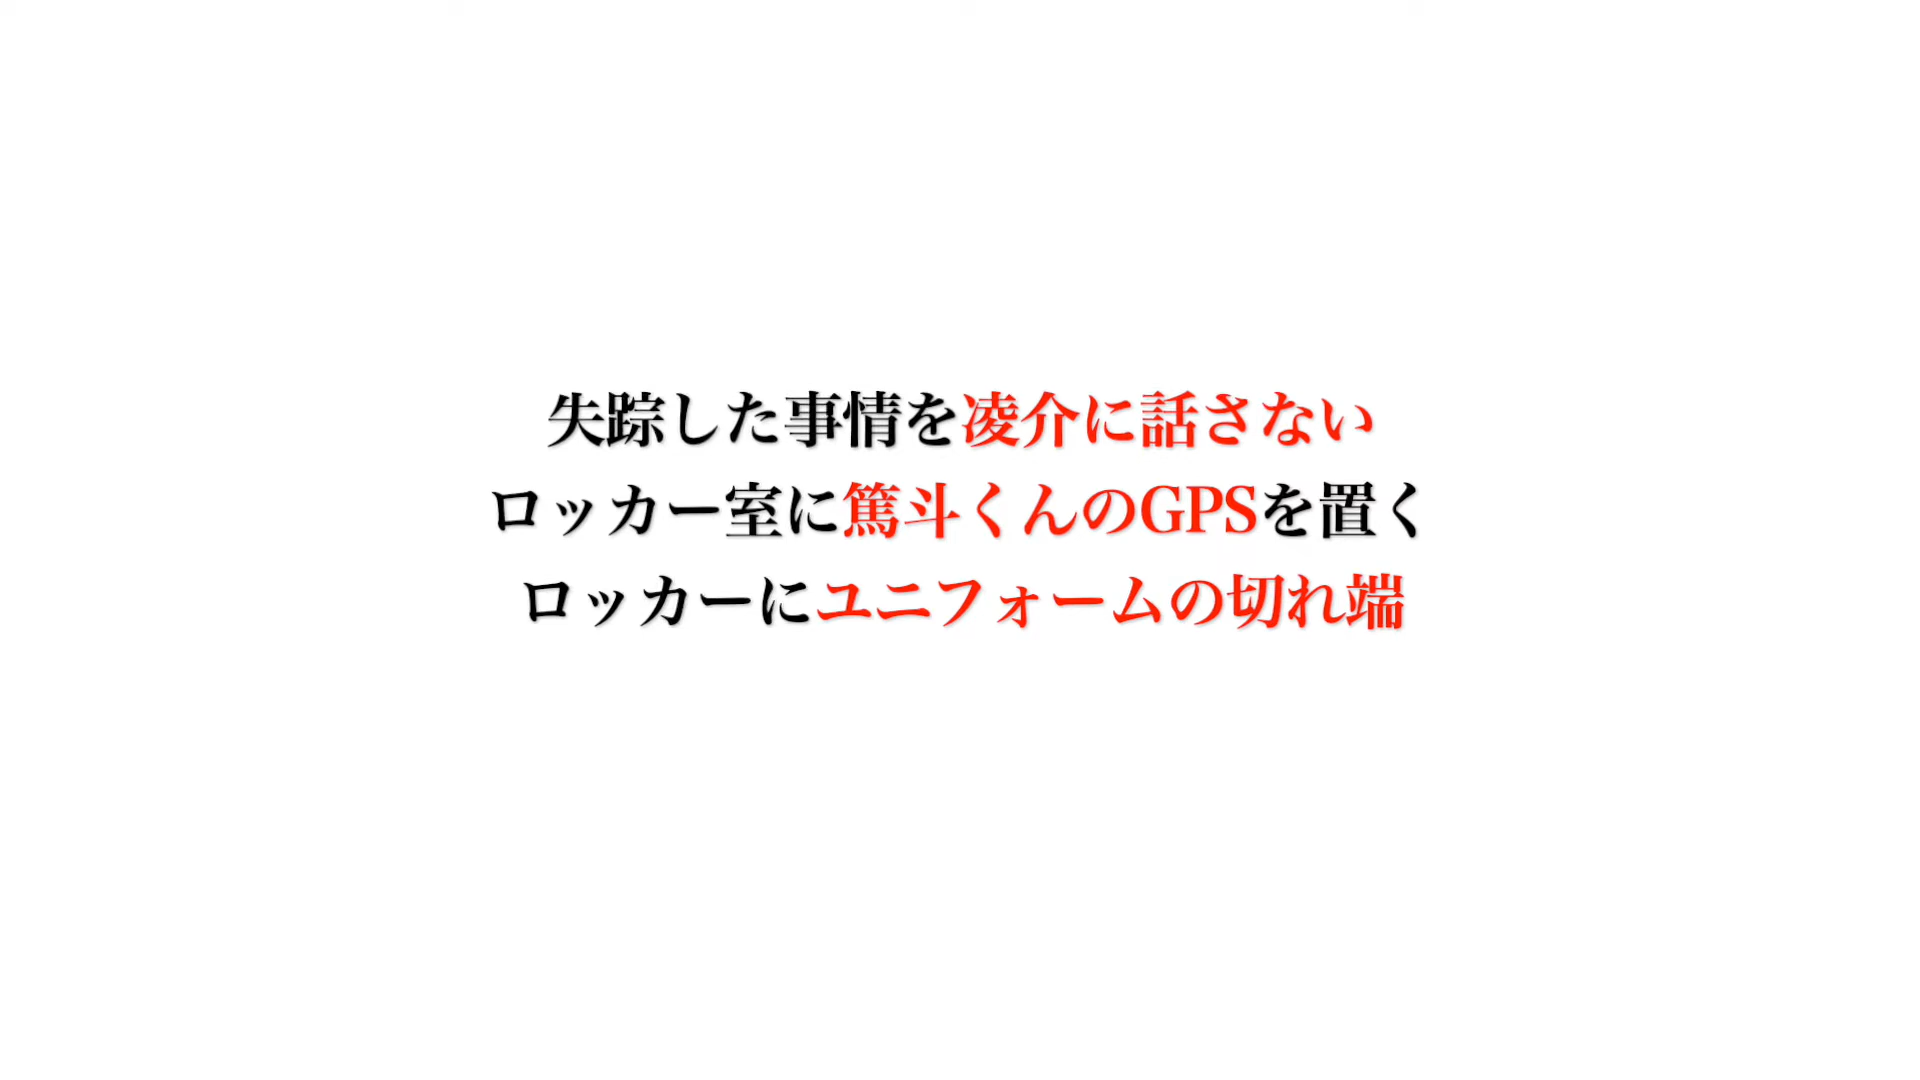 失踪した事情を凌介に話さない
ロッカー室に篤斗くんのGPSを置く
ロッカーにユニフォームの切れ端